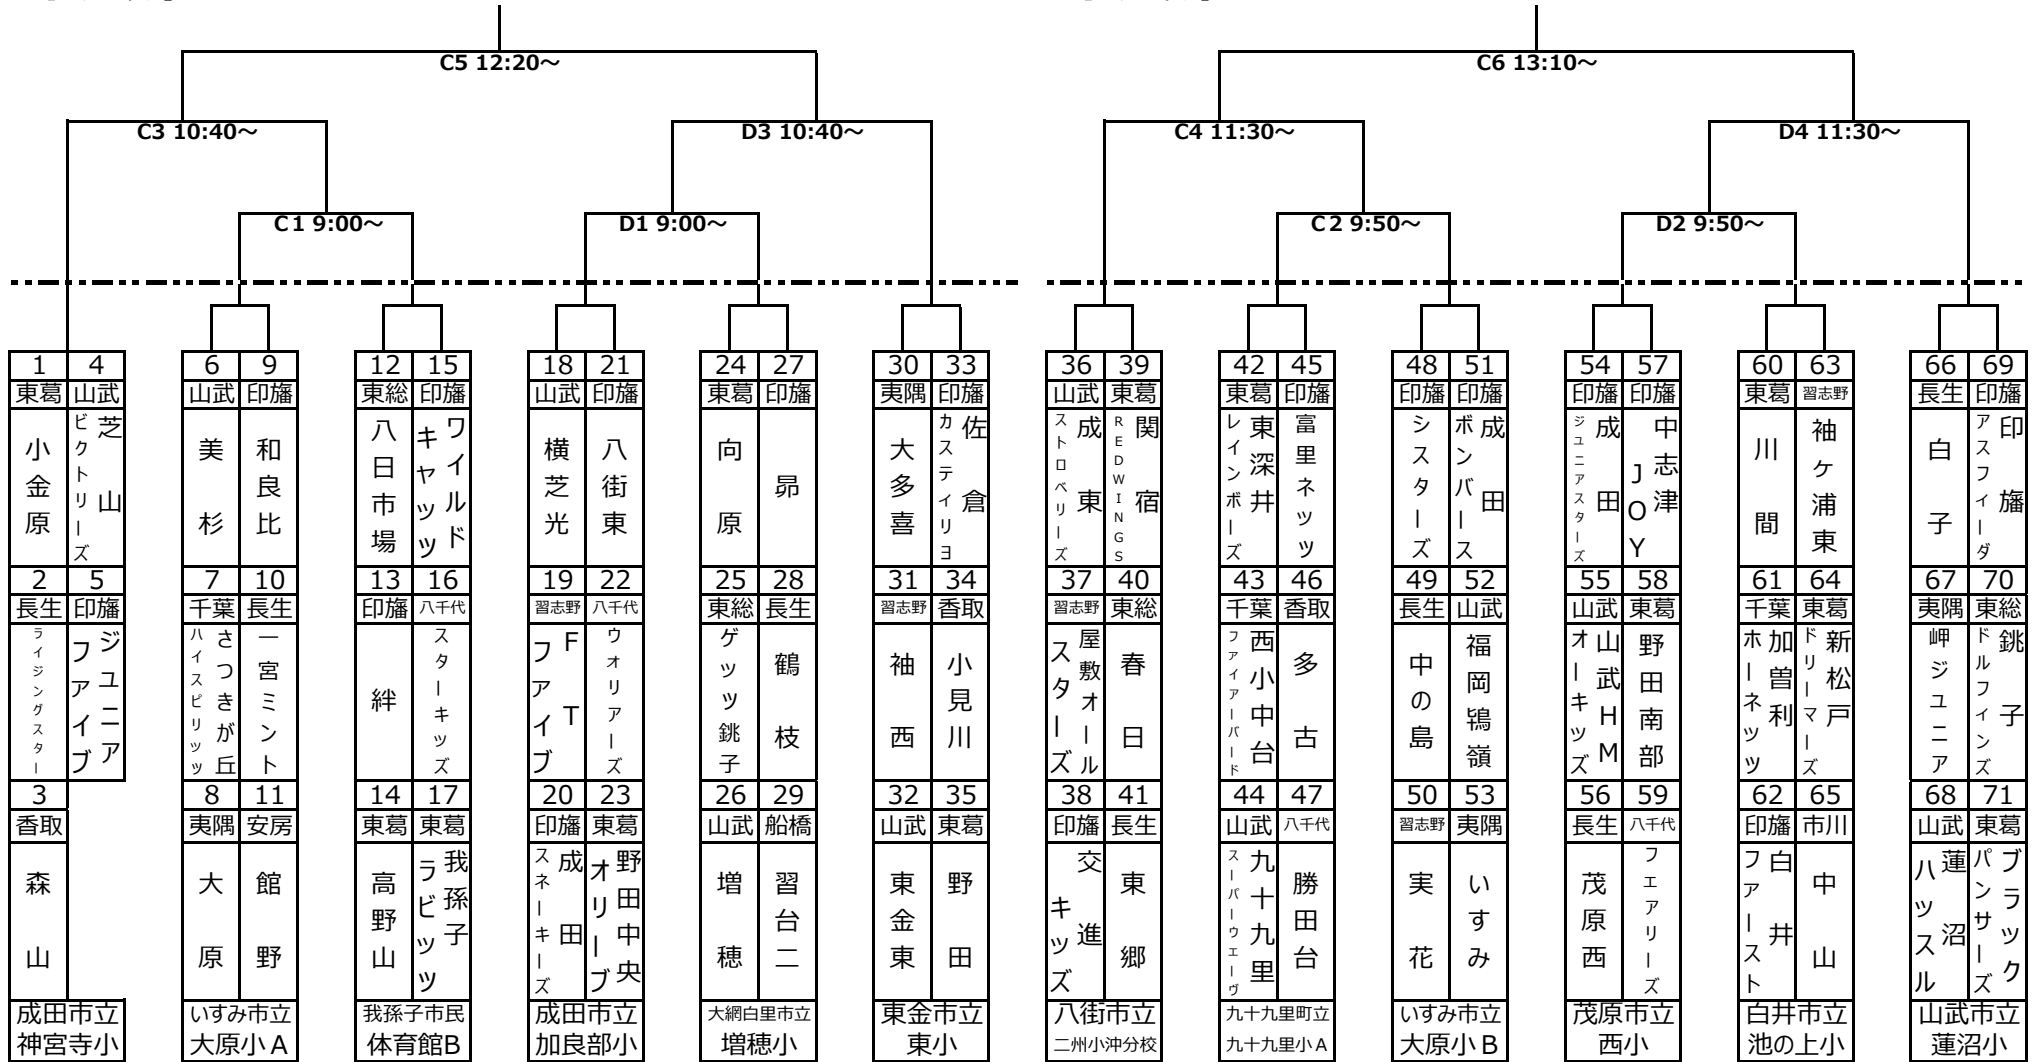 C5 12:20～
C6 13:10～
C3 10:40～
D3 10:40～
C4 11:30～
D4 11:30～
C1 9:00～
D1 9:00～
C2 9:50～
D2 9:50～
1 4
東葛 山武
小金原
芝山ビクトリーズ
2 5
長生 印旛
ライジングスター
ジュニアファイブ
3
香取
森山
成田市立
神宮寺小
6 9
山武 印旛
美杉
和良比
7 10
千葉 長生
さつきが丘ハイスピリッツ
一宮ミント
8 11
夷隅 安房
大原
館野
いすみ市立
大原小A
12 15
東総 印旛
八日市場
ワイルドキャッツ
13 16
印旛 八千代
絆
スターキッズ
14 17
東葛 東葛
高野山
我孫子ラビッツ
我孫子市民
体育館B
18 21
山武 印旛
横芝光
八街東
19 22
習志野 八千代
FTファイブ
ウォリアーズ
20 23
印旛 東葛
成田スネーキーズ
野田中央オリーブ
成田市立
加良部小
24 27
東葛 印旛
向原
昴
25 28
東総 長生
ゲッツ銚子
鶴枝
26 29
山武 船橋
増穂
習台二
大網白里市立
増穂小
30 33
夷隅 印旛
大多喜
佐倉カスティリョ
31 34
習志野 香取
袖西
小見川
32 35
山武 東葛
東金東
野田
東金市立
東小
36 39
山武 東葛
成東ストロベリーズ
関宿REDWINGS
37 40
習志野 東総
屋敷オールスターズ
春日
38 41
印旛 長生
交進キッズ
東郷
八街市立
二州小沖分校
42 45
東葛 印旛
東深井レインボーズ
富里ネッツ
43 46
千葉 香取
西小中台ファイアーバード
多古
44 47
山武 八千代
九十九里スーパーウエーヴ
勝田台
九十九里町立
九十九里小A
48 51
印旛 印旛
シスターズ
成田ボンバース
49 52
長生 山武
中の島
福岡鴇嶺
50 53
習志野 夷隅
実花
いすみ
いすみ市立
大原小B
54 57
印旛 印旛
成田ジュニアスターズ
中志津JOY
55 58
山武 東葛
山武HMオーキッズ
野田南部
56 59
長生 八千代
茂原西
フェアリーズ
茂原市立
西小
60 63
東葛 習志野
川間
袖ケ浦東
61 64
千葉 東葛
加曽利ホーネッツ
新松戸ドリーマーズ
62 65
印旛 市川
白井ファースト
中山
白井市立
池の上小
66 69
長生 印旛
白子
印旛アスフィーダ
67 70
夷隅 東総
岬ジュニア
銚子ドルフィンズ
68 71
山武 東葛
蓮沼ハッスル
ブラックパンサーズ
山武市立
蓮沼小